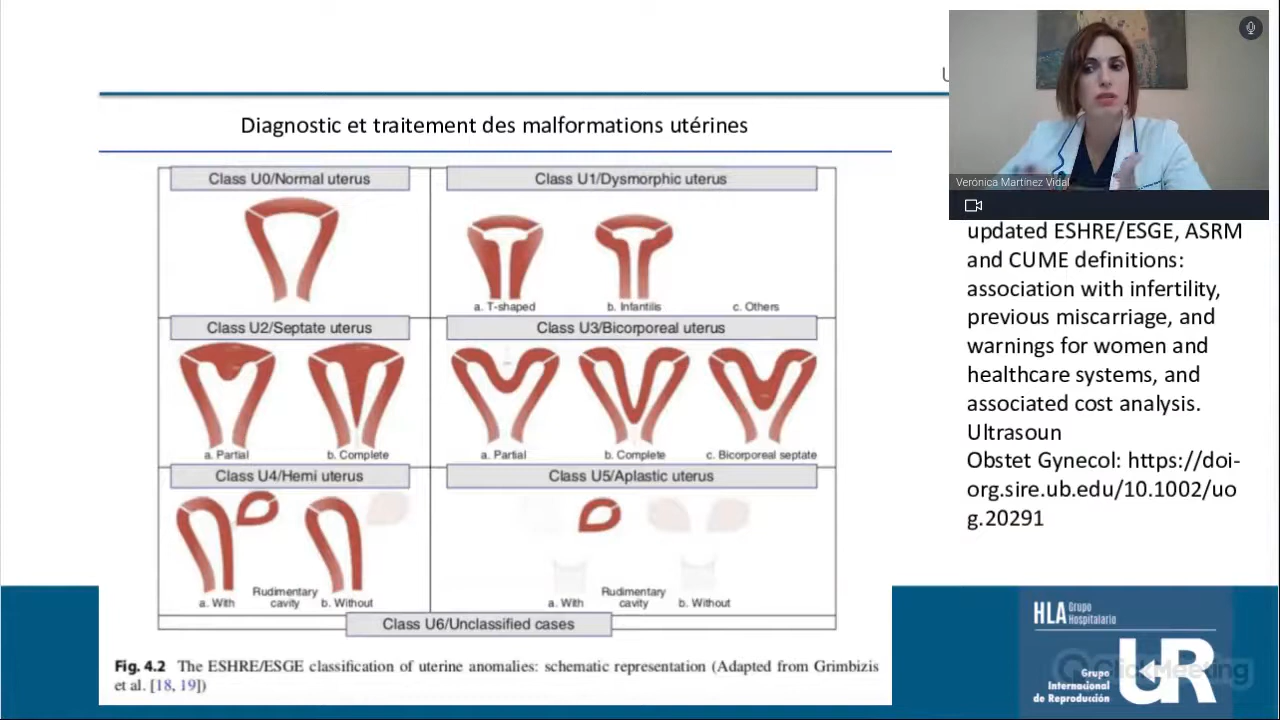 U
Verónica Martínez Vidal
Diagnostic et traitement des malformations utérines
Class U0/Normal uterus
Class U1/Dysmorphic uterus
a. T-shaped
b. Infantilis
c. Others
Class U2/Septate uterus
Class U3/Bicorporeal uterus
a. Partial
b. Complete
a. Partial
b. Complete
c. Bicorporeal septate
Class U4/Hemi uterus
Class U5/Aplastic uterus
a. With
Rudimentary
cavity
b. Without
a. With
Rudimentary
cavity
b. Without
Class U6/Unclassified cases
Fig. 4.2 The ESHRE/ESGE classification of uterine anomalies: schematic representation (Adapted from Grimbizis
et al. [18, 19])
updated ESHRE/ESGE, ASRM
and CUME definitions:
association with infertility,
previous miscarriage, and
warnings for women and
healthcare systems, and
associated cost analysis.
Ultrasoun
Obstet Gynecol: https://doi-
org.sire.ub.edu/10.1002/uo
g.20291
HLA Grupo
Hospitalario
UR
Grupo
Internacional
de Reproducción
ClickMeeting